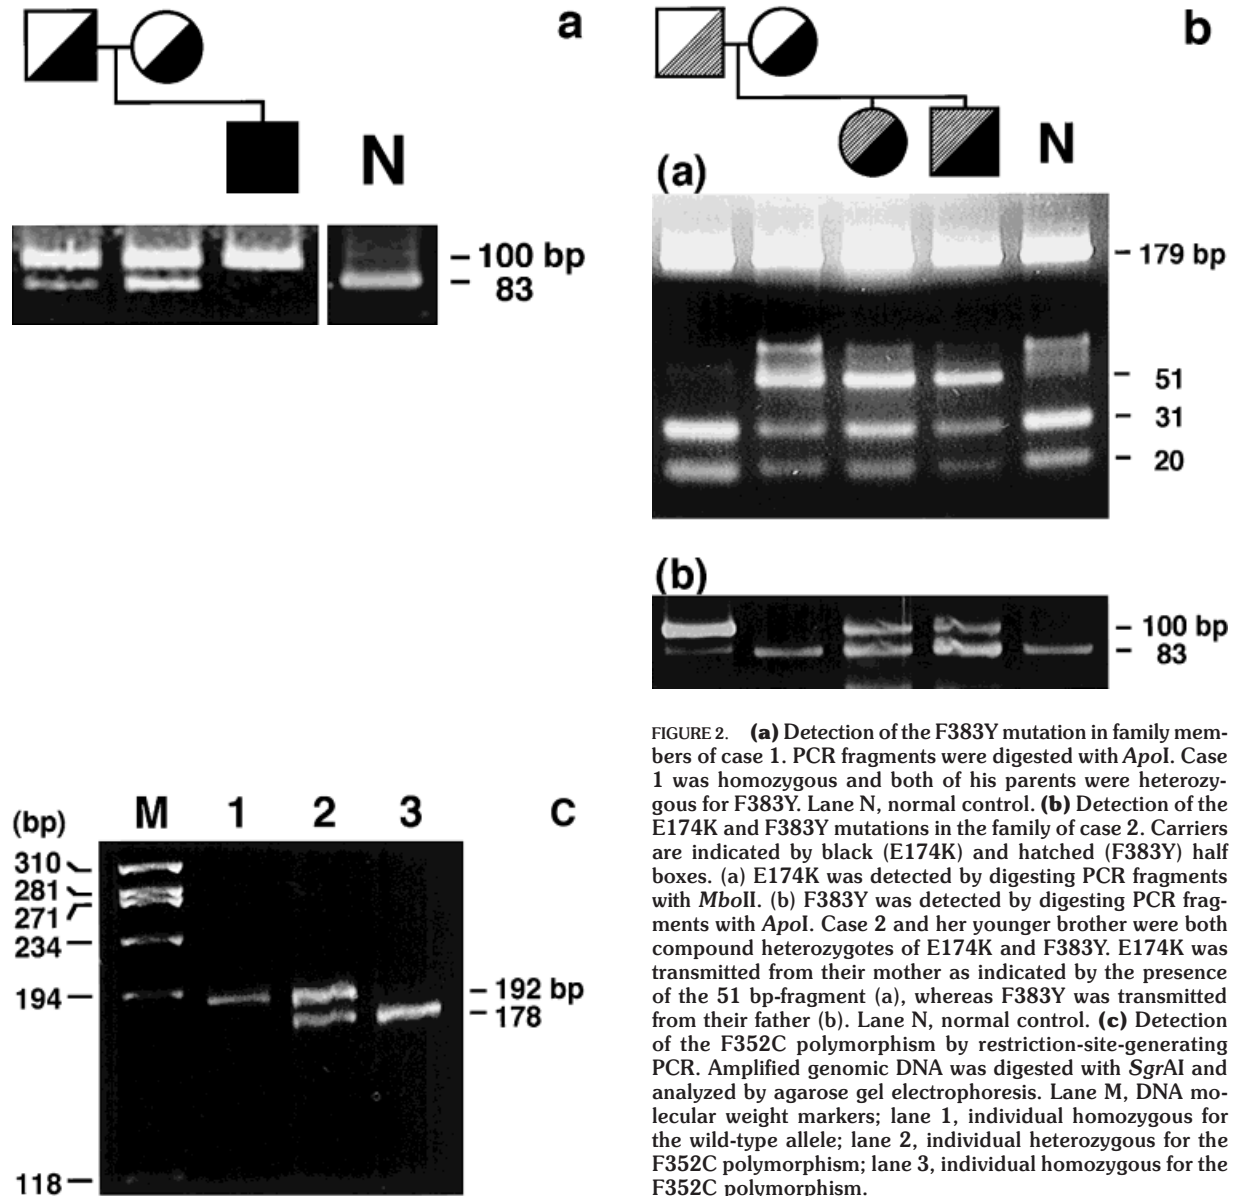 a
N
100 bp
83
b
N
(a)
179 bp
51
31
20
(b)
100 bp
83
(bp)
M 1 2 3
C
310
281
271
234
194
118
192 bp
178
FIGURE 2. (a) Detection of the F383Y mutation in family mem-
bers of case 1. PCR fragments were digested with ApoI. Case
1 was homozygous and both of his parents were heterozy-
gous for F383Y. Lane N, normal control. (b) Detection of the
E174K and F383Y mutations in the family of case 2. Carriers
are indicated by black (E174K) and hatched (F383Y) half
boxes. (a) E174K was detected by digesting PCR fragments
with MboII. (b) F383Y was detected by digesting PCR frag-
ments with ApoI. Case 2 and her younger brother were both
compound heterozygotes of E174K and F383Y. E174K was
transmitted from their mother as indicated by the presence
of the 51 bp-fragment (a), whereas F383Y was transmitted
from their father (b). Lane N, normal control. (c) Detection
of the F352C polymorphism by restriction-site-generating
PCR. Amplified genomic DNA was digested with SgrAI and
analyzed by agarose gel electrophoresis. Lane M, DNA mo-
lecular weight markers; lane 1, individual homozygous for
the wild-type allele; lane 2, individual heterozygous for the
F352C polymorphism; lane 3, individual homozygous for the
F352C polymorphism.